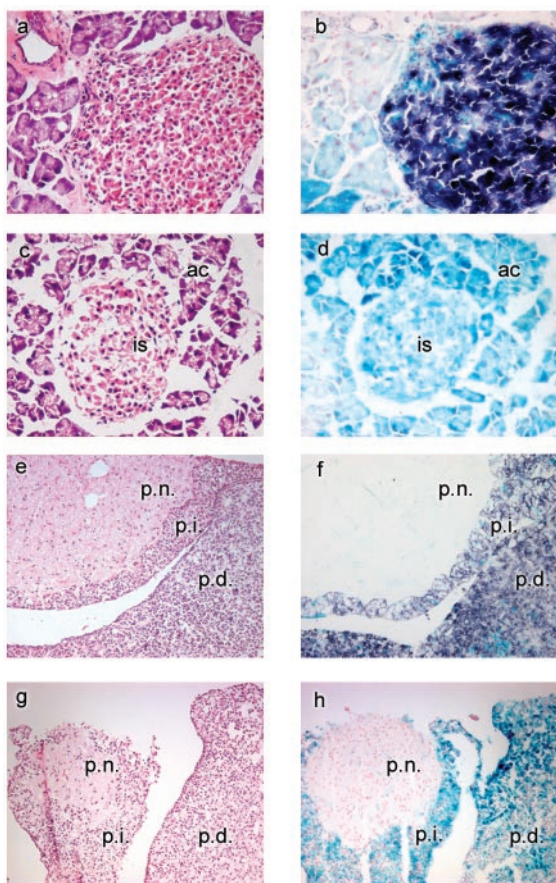 a
b
c
ac
is
d
ac
is
e
p.n.
p.i.
p.d.
f
p.n.
p.i.
p.d.
g
p.n.
p.i.
p.d.
h
p.n.
p.i.
p.d.